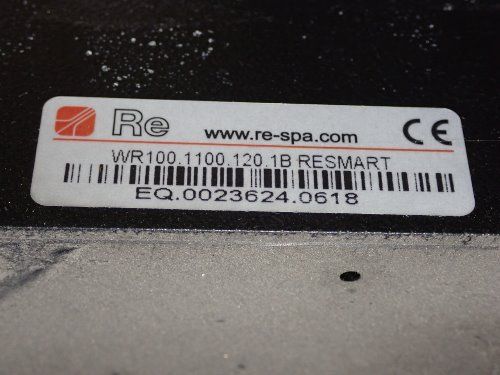 Re www.re-spa.com CE
WR100.1100.120.1B RESMART
EQ.0023624.0618